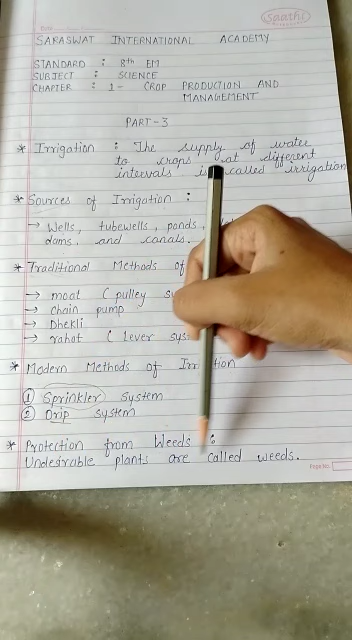 Saathi
SARASWAT INTERNATIONAL ACADEMY
STANDARD : 8th EM
SUBJECT : SCIENCE
CHAPTER : 1- CROP PRODUCTION AND
MANAGEMENT
PART-3
* Irrigation : The supply of water
to crops at different
intervals is called irrigation
* Sources of Irrigation :
→ Wells, tubewells, ponds,
dams, and canals.
* Traditional Methods of
→ moat (pulley
→ chain pump
→ Dhekli
→ rahat (lever
* Modern Methods of
① Sprinkler System
② Drip system
* Protection from Weeds :
Undesirable plants are called weeds.
Page No.